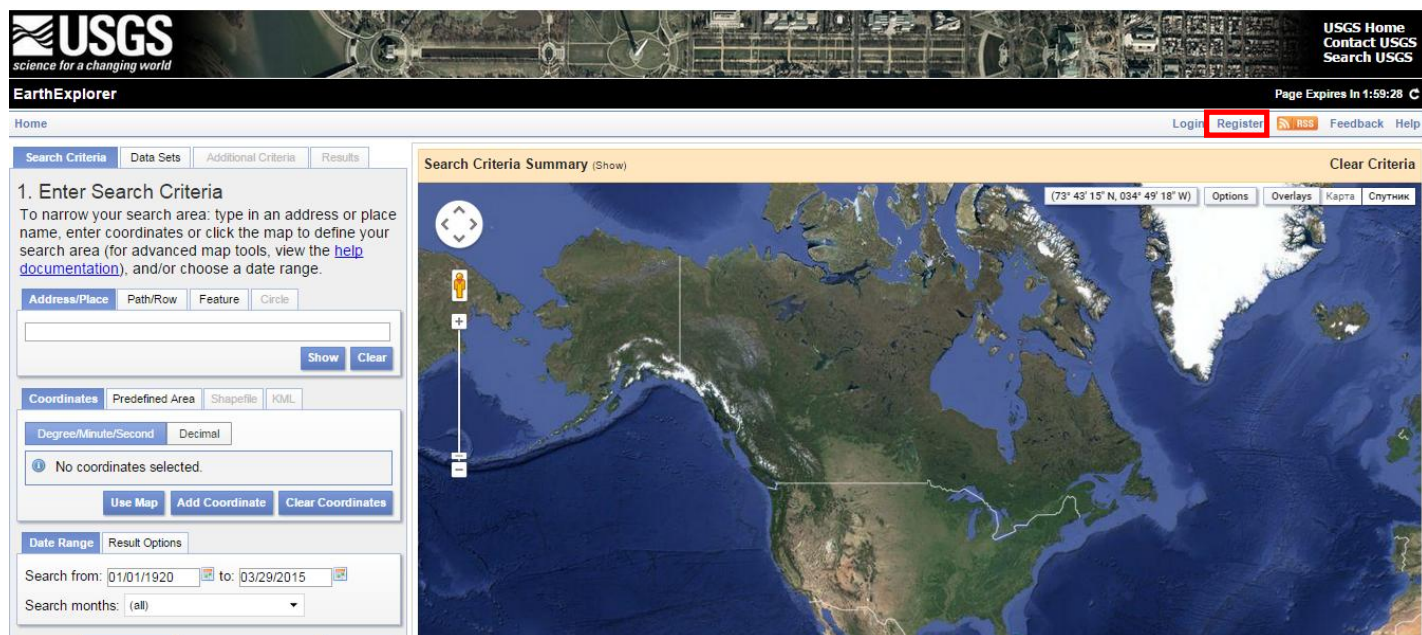 USGS
science for a changing world
USGS Home
Contact USGS
Search USGS
EarthExplorer
Page Expires In 1:59:28
Home
Login Register RSS Feedback Help
Search Criteria Data Sets Additional Criteria Results
Search Criteria Summary (Show)
Clear Criteria
1. Enter Search Criteria
To narrow your search area: type in an address or place
name, enter coordinates or click the map to define your
search area (for advanced map tools, view the help
documentation), and/or choose a date range.
Address/Place Path/Row Feature Circle
Show Clear
Coordinates Predefined Area Shapefile KML
Degree/Minute/Second Decimal
No coordinates selected.
Use Map Add Coordinate Clear Coordinates
Date Range Result Options
Search from: 01/01/1920 to: 03/29/2015
Search months: (all)
(73° 43' 15" N, 034° 49' 18" W) Options Overlays Карта Спутник